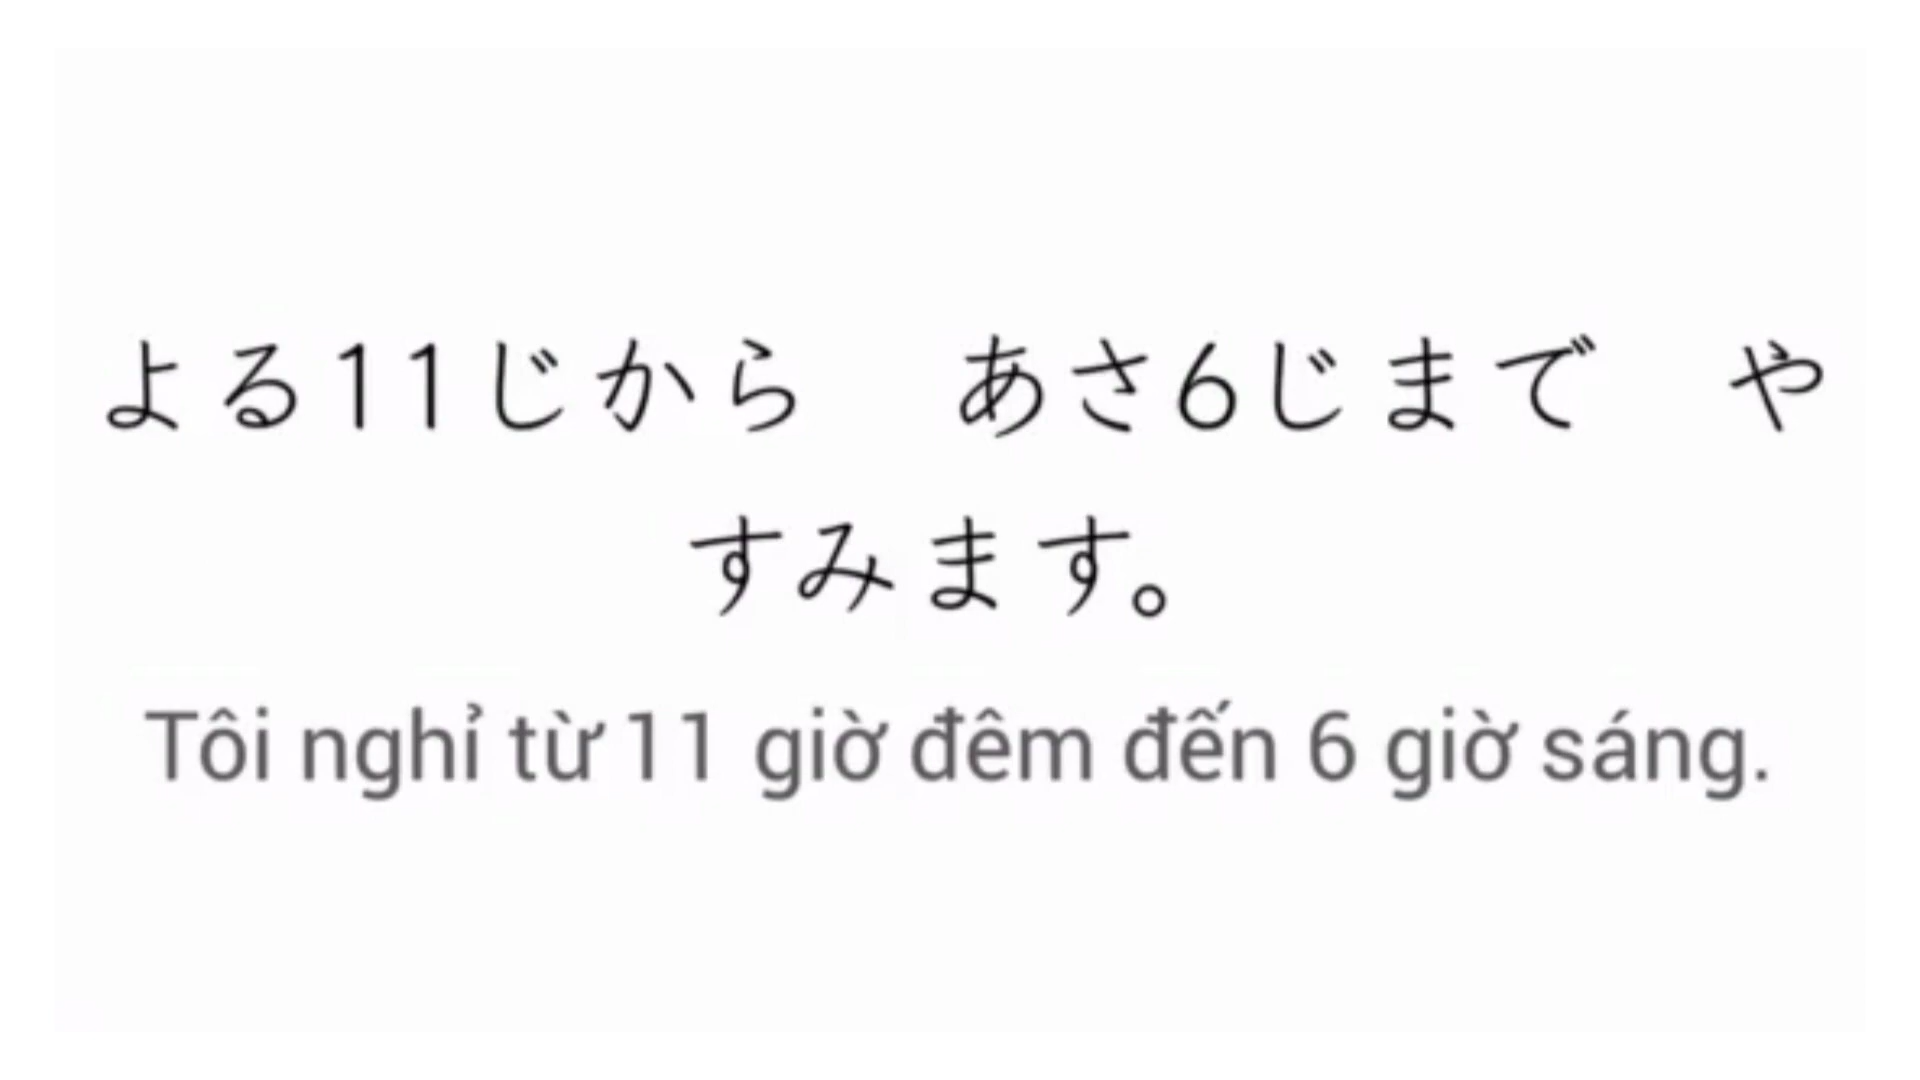 よる11じから　あさ6じまで　や
すみます。
Tôi nghỉ từ 11 giờ đêm đến 6 giờ sáng.